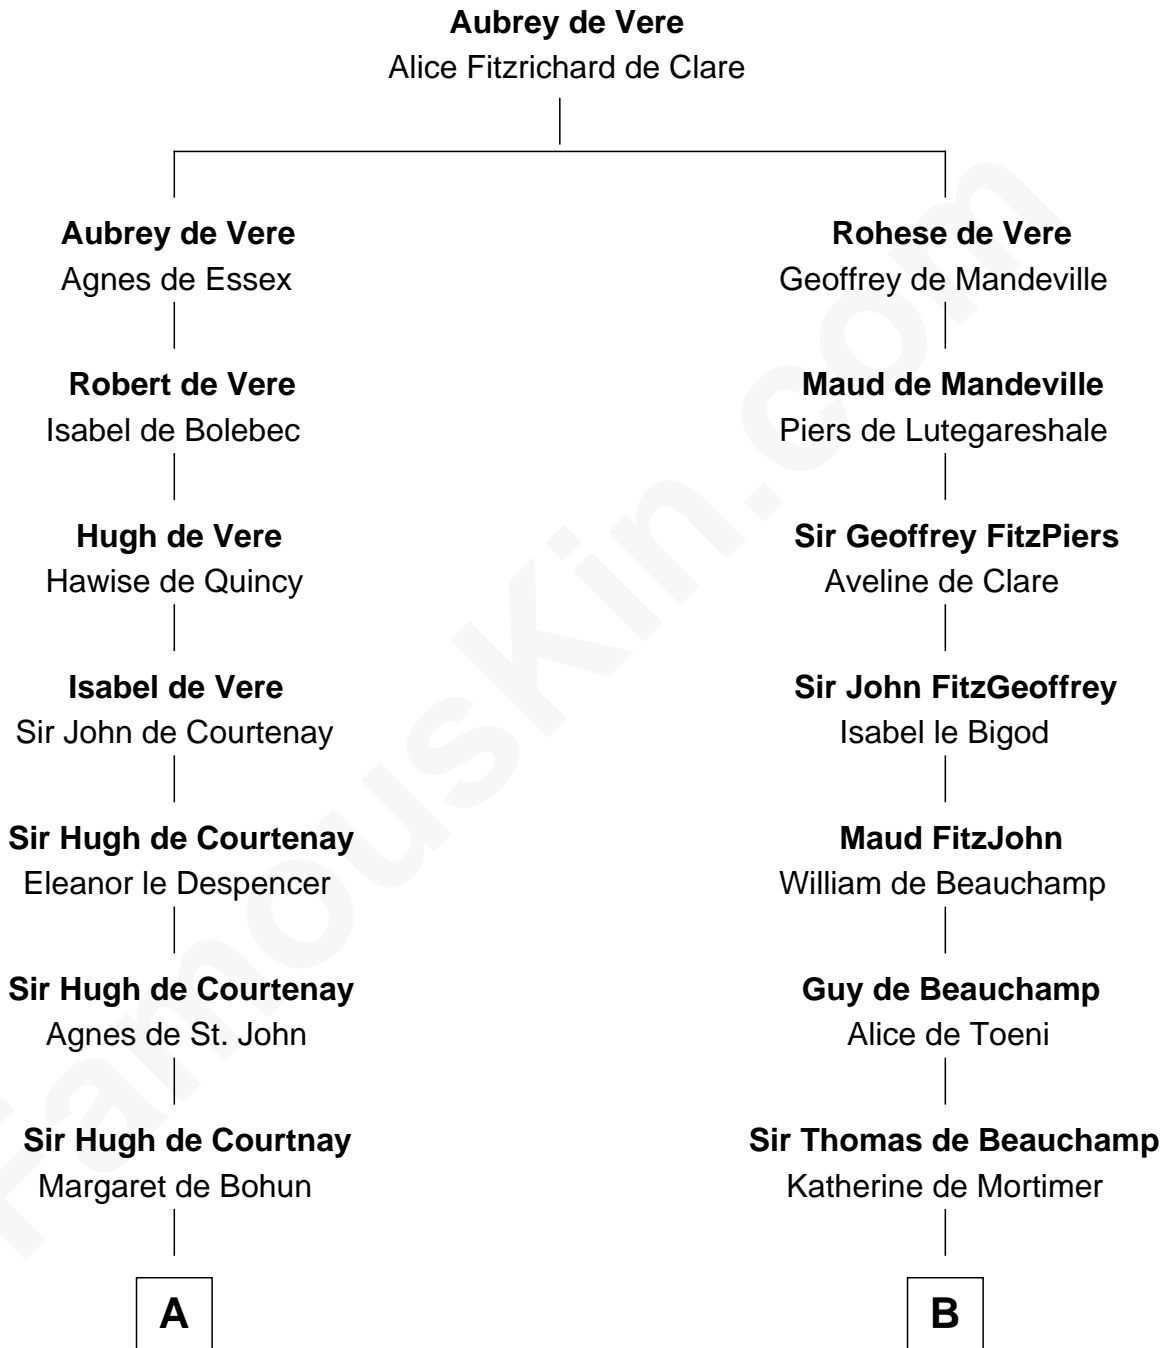 Aubrey de Vere
Alice Fitzrichard de Clare
Aubrey de Vere
Agnes de Essex
Rohese de Vere
Geoffrey de Mandeville
Robert de Vere
Isabel de Bolebec
Maud de Mandeville
Piers de Lutegareshale
Hugh de Vere
Hawise de Quincy
Sir Geoffrey FitzPiers
Aveline de Clare
Isabel de Vere
Sir John de Courtenay
Sir John FitzGeoffrey
Isabel le Bigod
Sir Hugh de Courtenay
Eleanor le Despencer
Maud FitzJohn
William de Beauchamp
Sir Hugh de Courtenay
Agnes de St. John
Guy de Beauchamp
Alice de Toeni
Sir Hugh de Courtnay
Margaret de Bohun
Sir Thomas de Beauchamp
Katherine de Mortimer
A
B
FamousKin.com